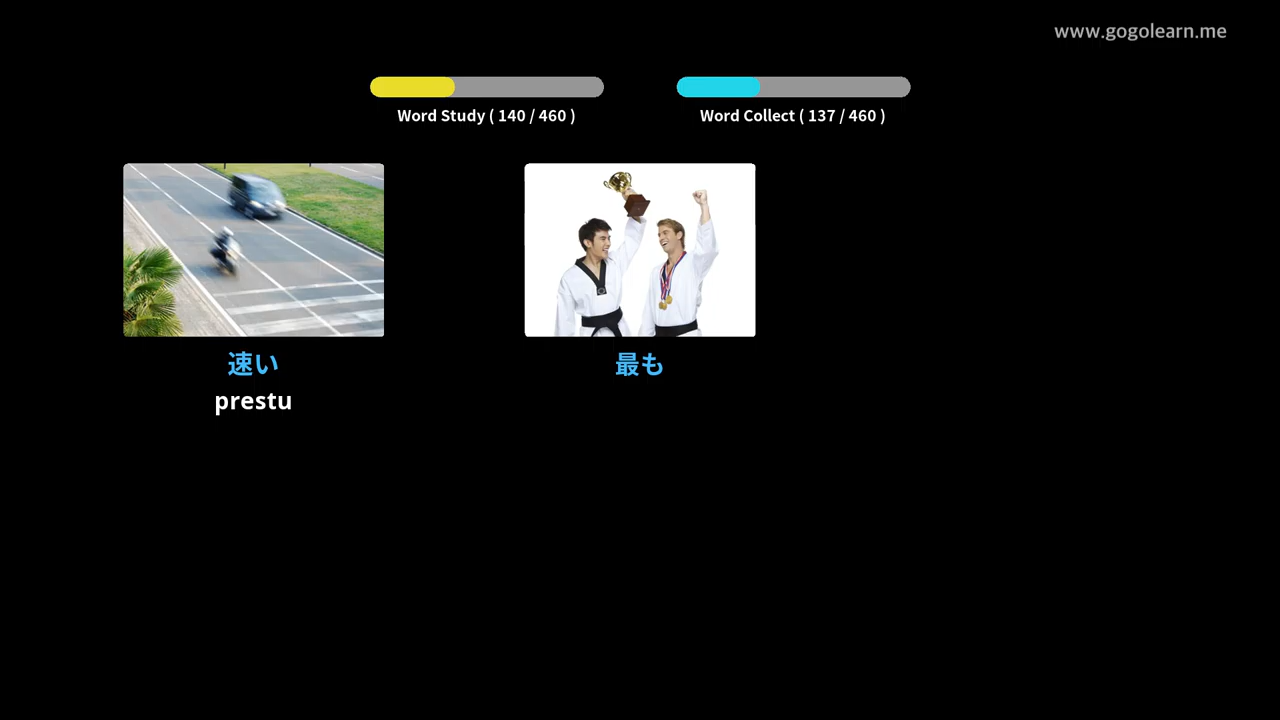 www.gogolearn.me
Word Study ( 140 / 460 )
Word Collect ( 137 / 460 )
速い
prestu
最も